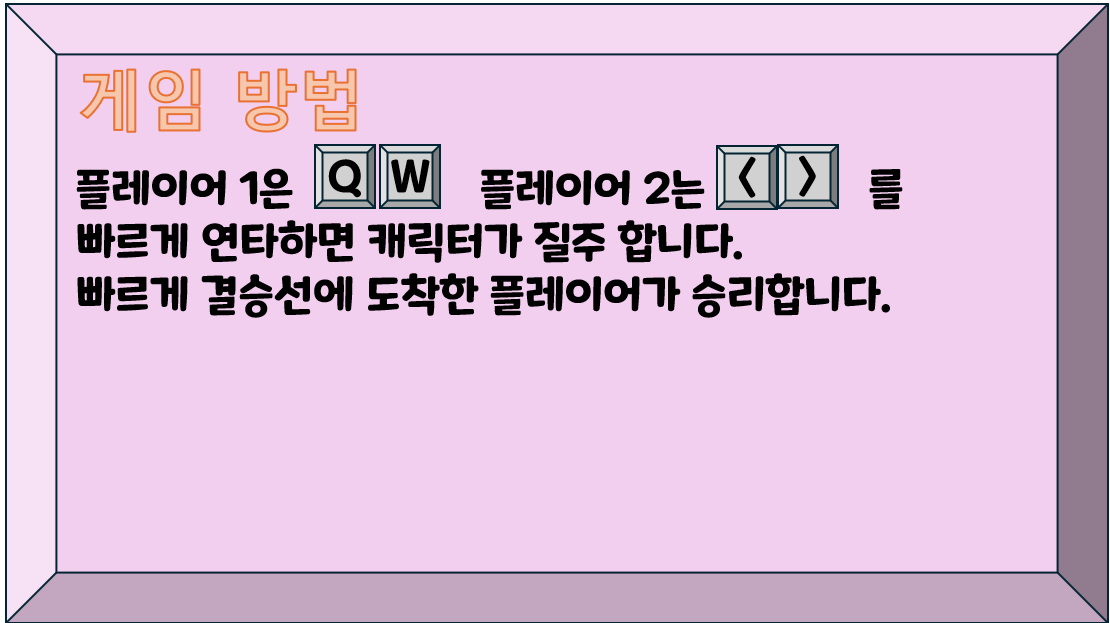 게임 방법
플레이어 1은 Q W 플레이어 2는 < > 를
빠르게 연타하면 캐릭터가 질주 합니다.
빠르게 결승선에 도착한 플레이어가 승리합니다.